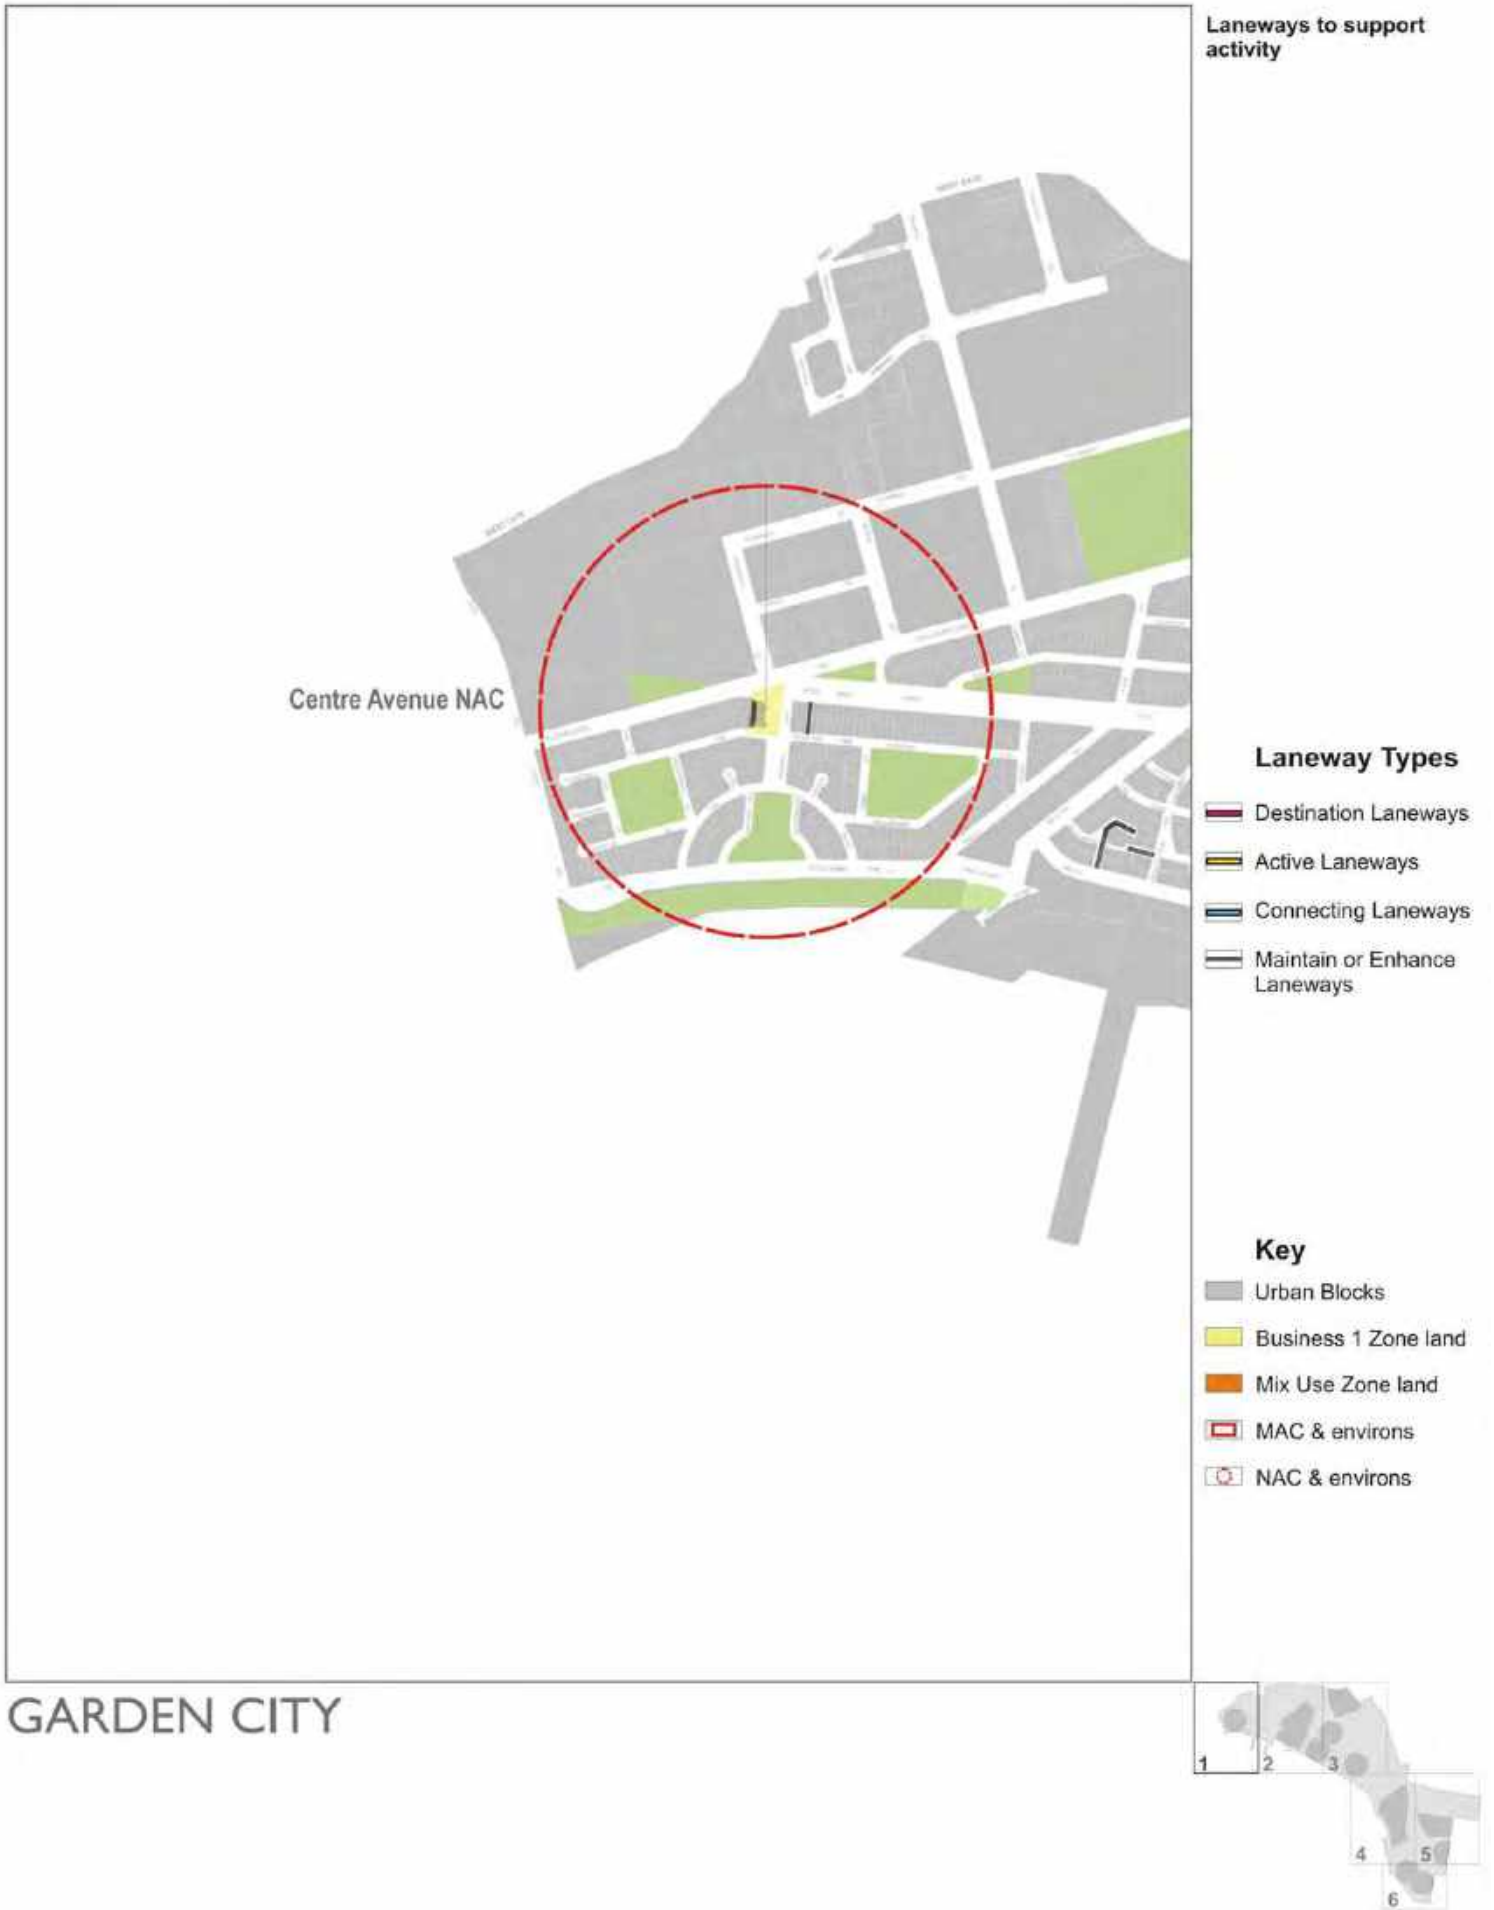 Laneways to support
activity
Centre Avenue NAC
Laneway Types
Destination Laneways
Active Laneways
Connecting Laneways
Maintain or Enhance
Laneways
Key
Urban Blocks
Business 1 Zone land
Mix Use Zone land
MAC & environs
NAC & environs
GARDEN CITY
1
2
3
4
5
6